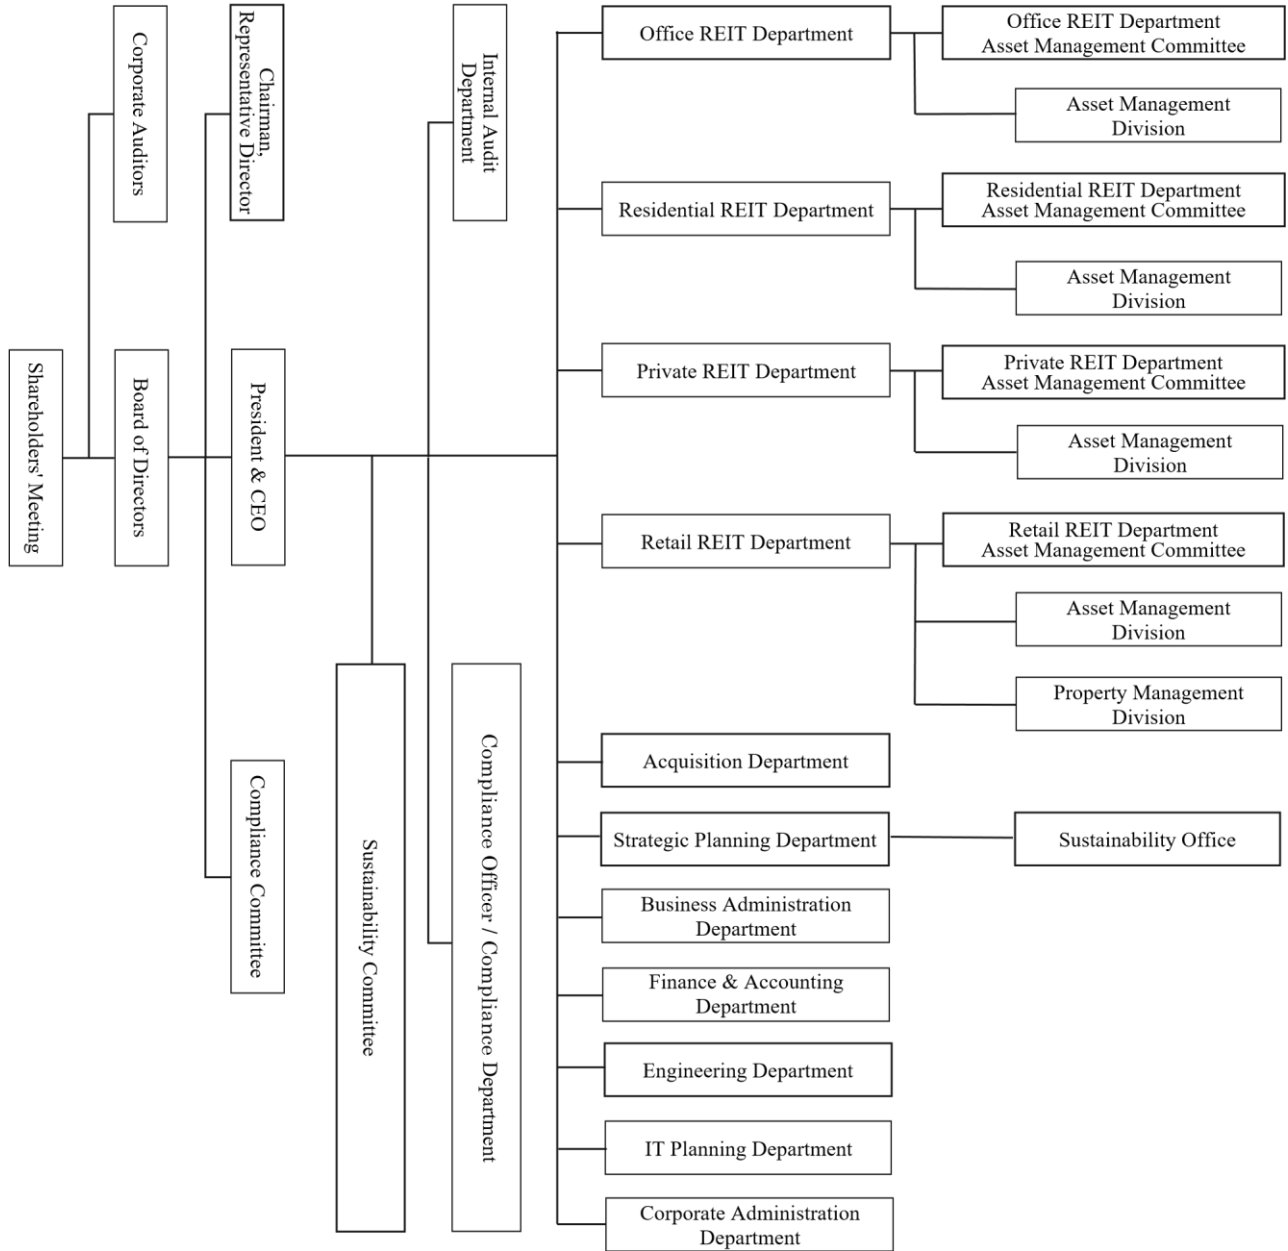 Shareholders' Meeting
Corporate Auditors
Board of Directors
Chairman,
Representative Director
President & CEO
Compliance Committee
Sustainability Committee
Internal Audit
Department
Compliance Officer / Compliance Department
Office REIT Department
Office REIT Department
Asset Management Committee
Asset Management
Division
Residential REIT Department
Residential REIT Department
Asset Management Committee
Asset Management
Division
Private REIT Department
Private REIT Department
Asset Management Committee
Asset Management
Division
Retail REIT Department
Retail REIT Department
Asset Management Committee
Asset Management
Division
Property Management
Division
Acquisition Department
Strategic Planning Department
Sustainability Office
Business Administration
Department
Finance & Accounting
Department
Engineering Department
IT Planning Department
Corporate Administration
Department